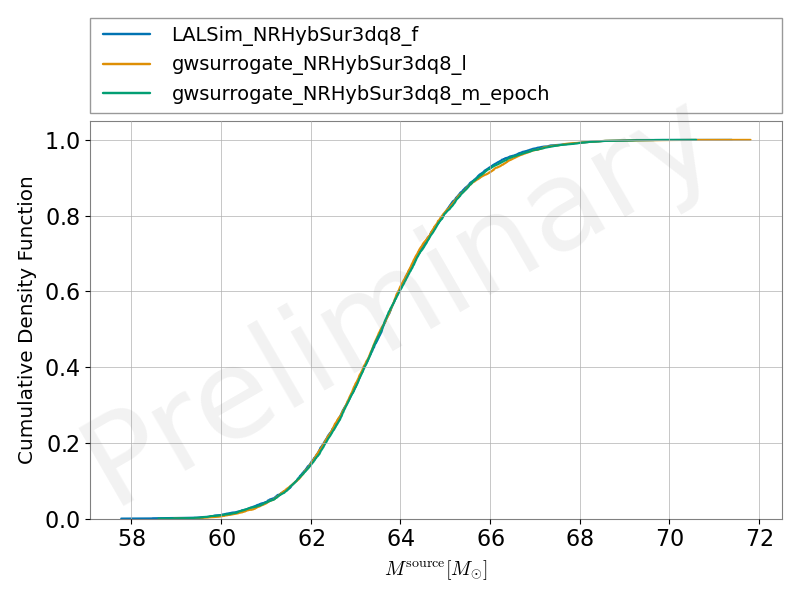 LALSim_NRHybSur3dq8_f
gwsurrogate_NRHybSur3dq8_l
gwsurrogate_NRHybSur3dq8_m_epoch
Preliminary
Cumulative Density Function
1.0
0.8
0.6
0.4
0.2
0.0
58 60 62 64 66 68 70 72
M^source[M_⊙]